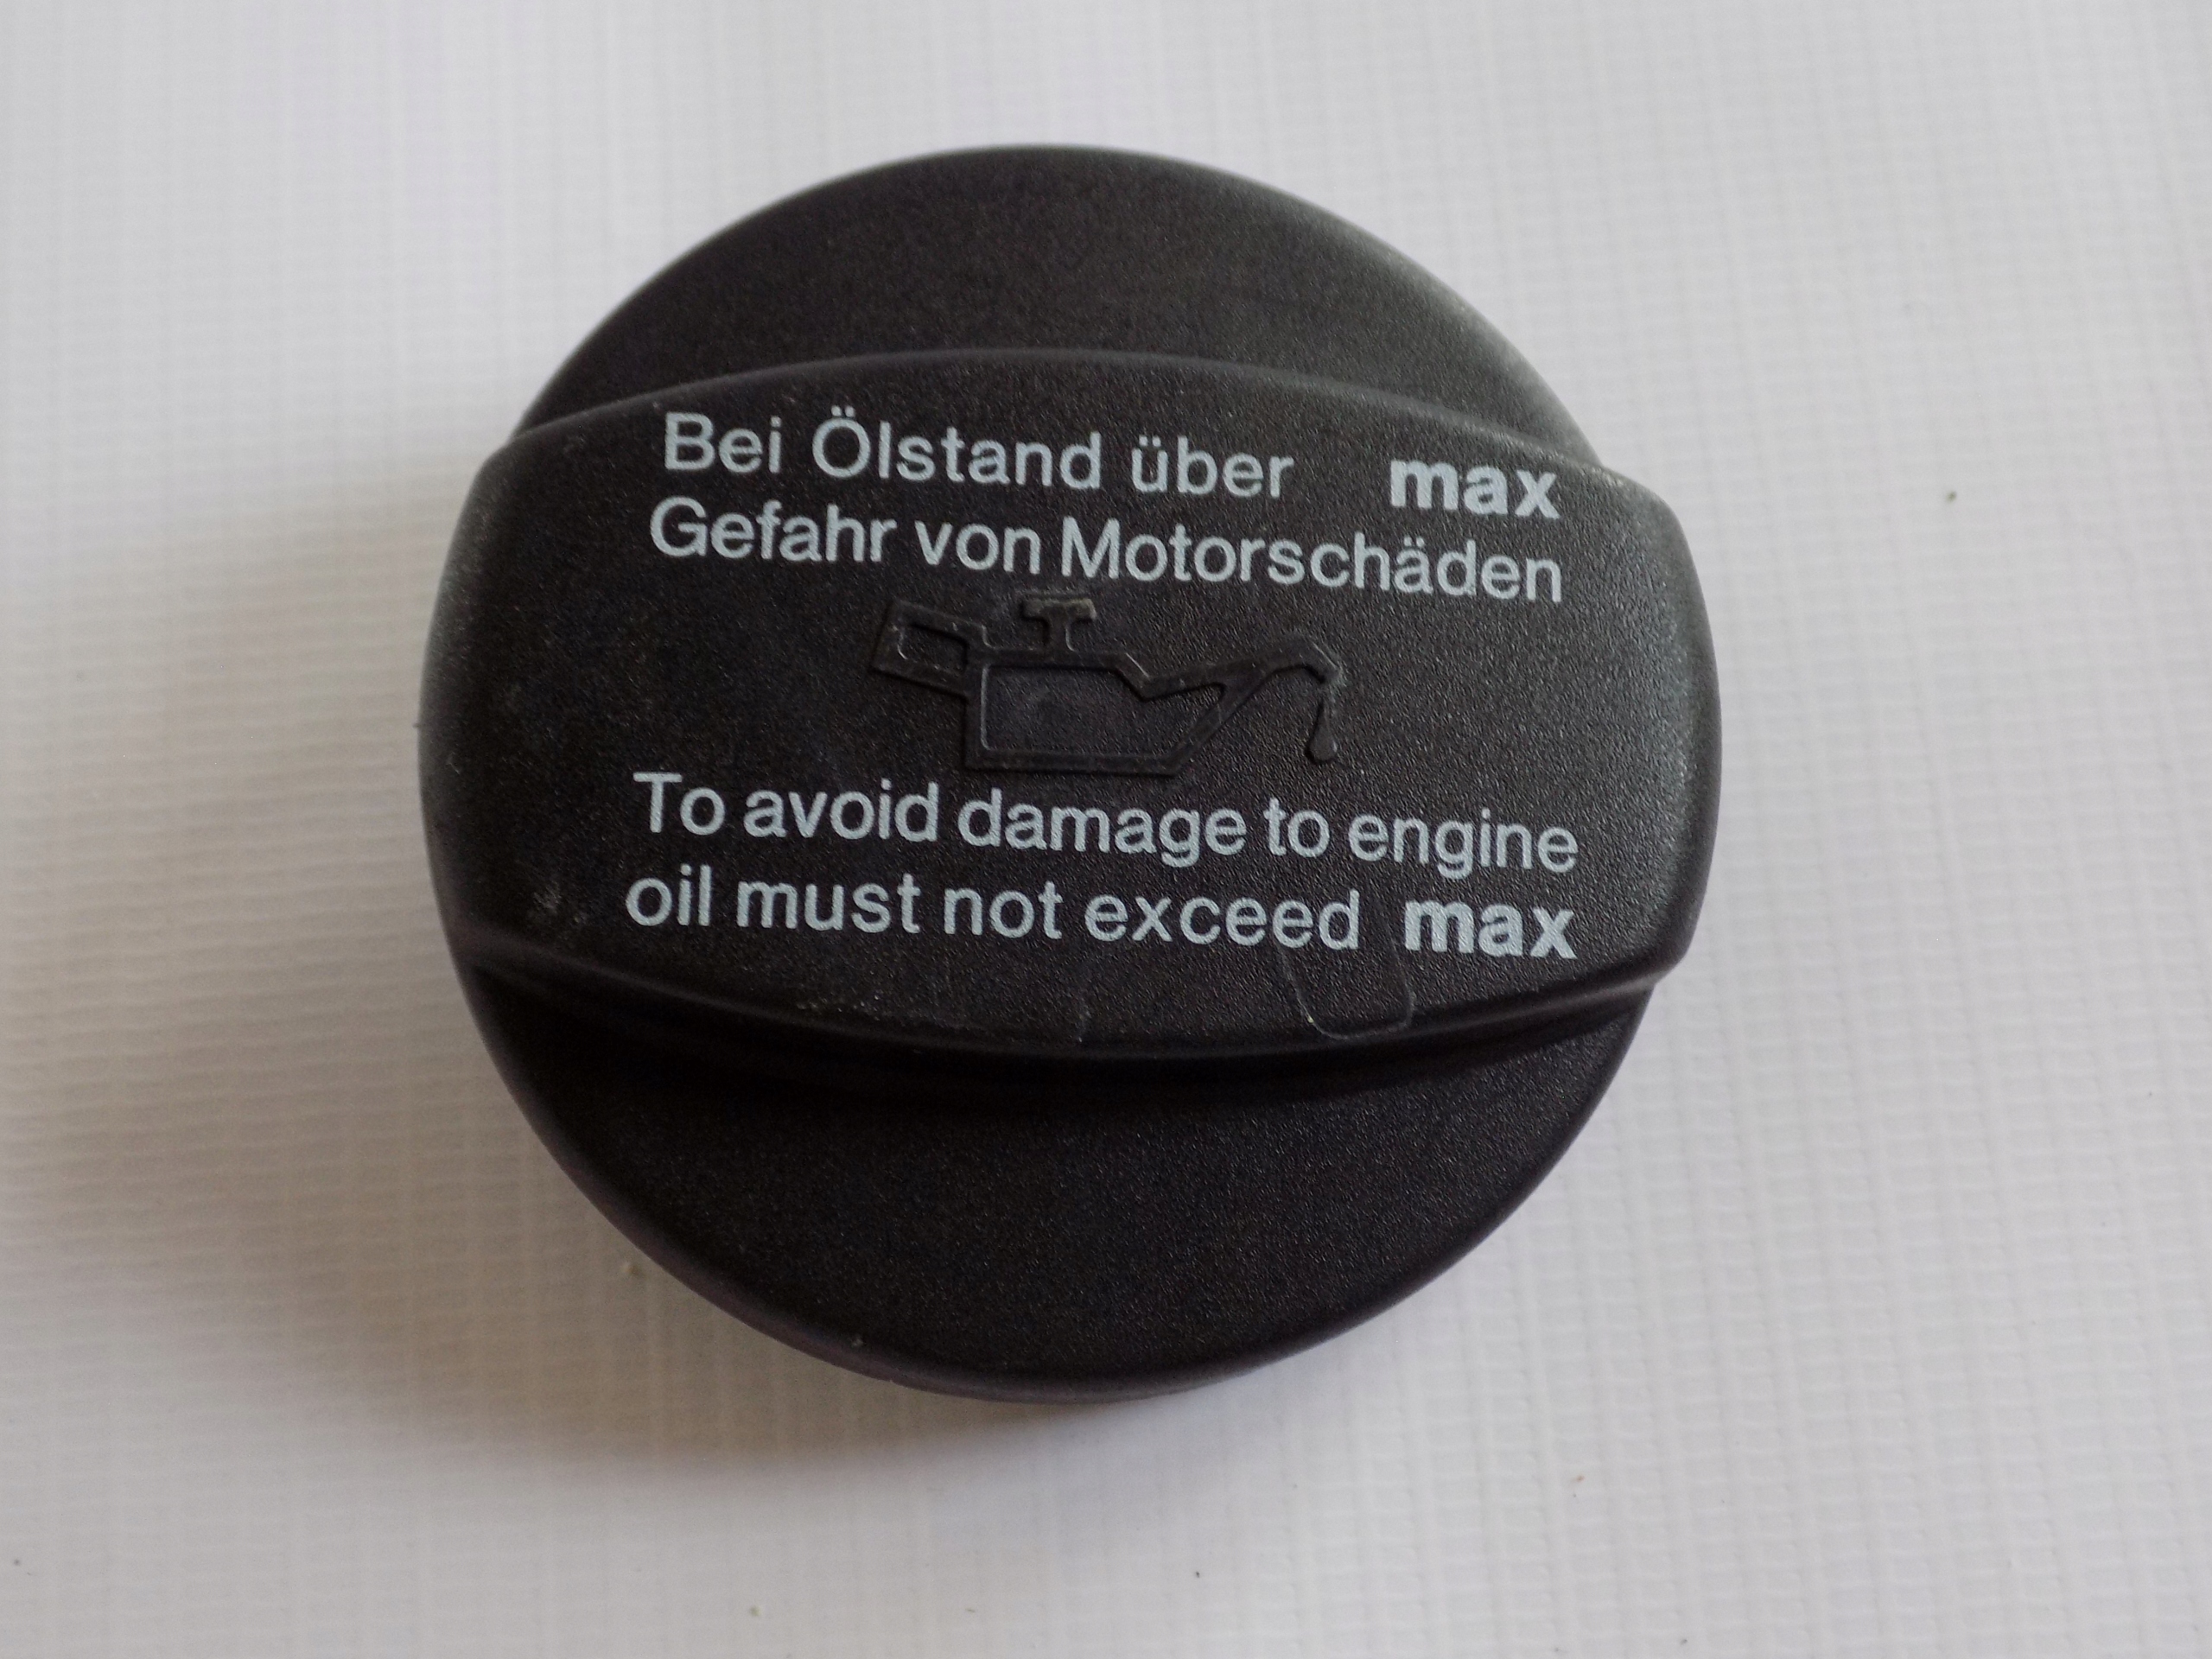 Bei Ölstand über max
Gefahr von Motorschäden
To avoid damage to engine
oil must not exceed max